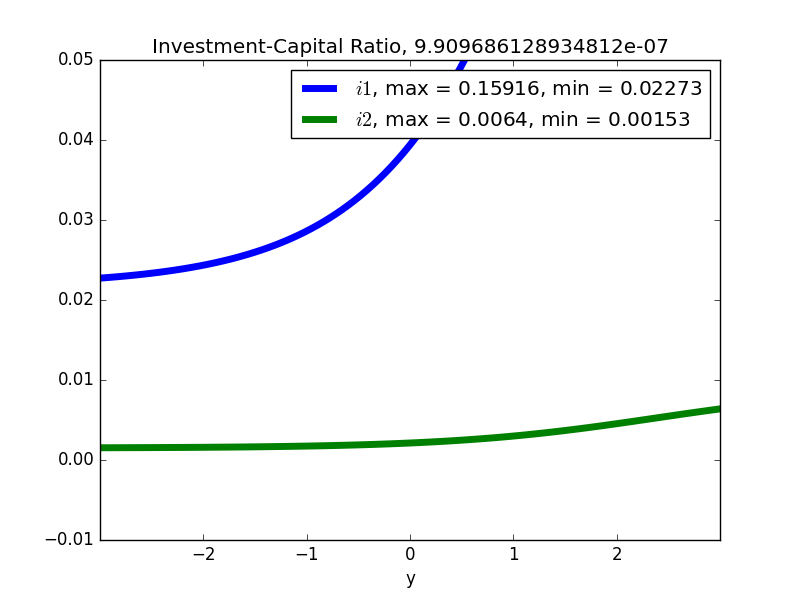 Investment-Capital Ratio, 9.909686128934812e-07
0.05
i1, max = 0.15916, min = 0.02273
i2, max = 0.0064, min = 0.00153
0.04
0.03
0.02
0.01
0.00
−0.01
−2 −1 0 1 2
y